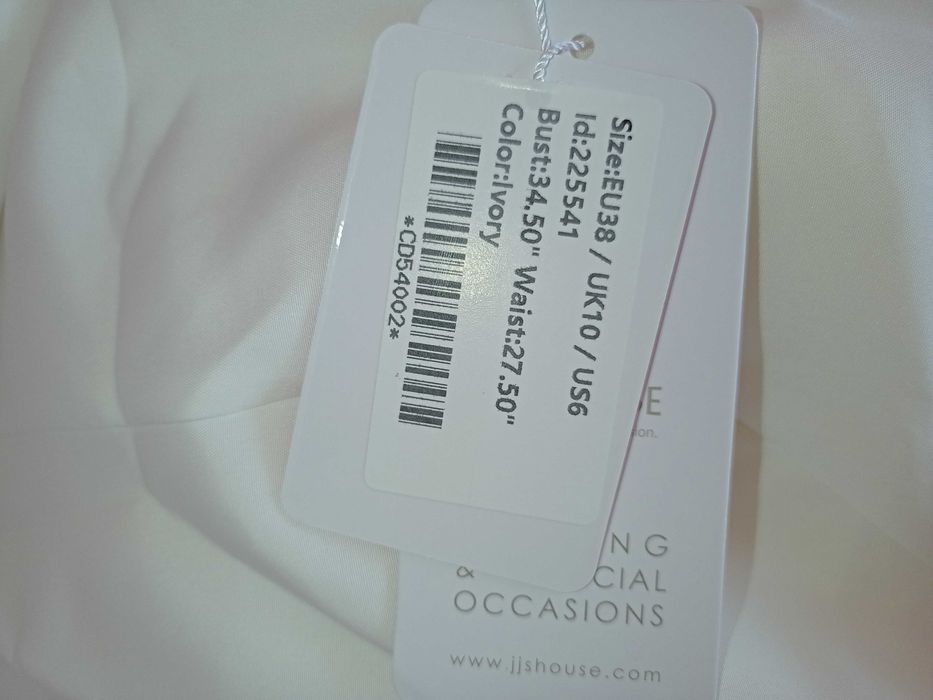 Size:EU38 / UK10 / US6
Id:225541
Bust:34.50" Waist:27.50"
Color:Ivory
*CD54002*
&
OCCASIONS
www.jjshouse.com